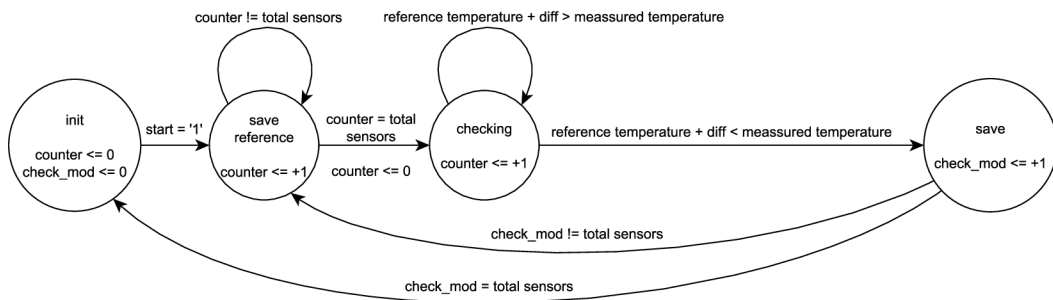 counter != total sensors
reference temperature + diff > meassured temperature
init
counter <= 0
check_mod <= 0
start = '1'
save
reference
counter <= +1
counter = total
sensors
counter <= 0
checking
counter <= +1
reference temperature + diff < meassured temperature
save
check_mod <= +1
check_mod != total sensors
check_mod = total sensors